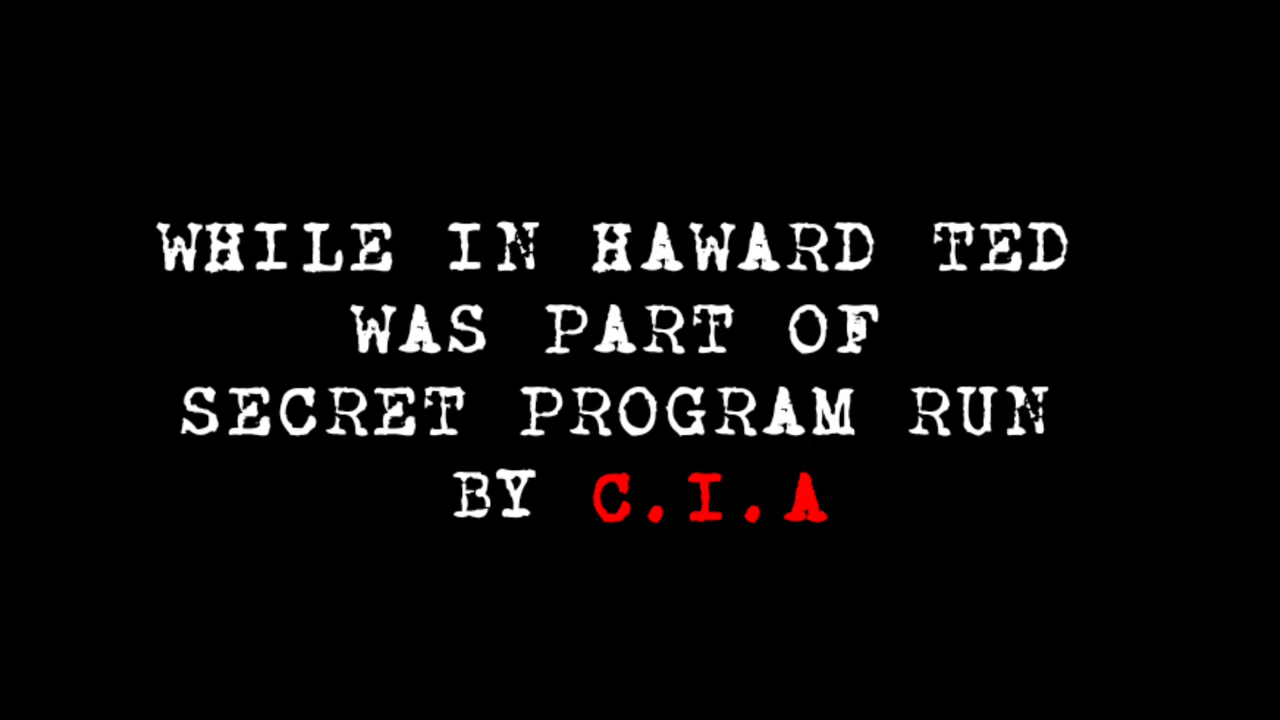 WHILE IN HAWARD TED
WAS PART OF
SECRET PROGRAM RUN
BY C.I.A